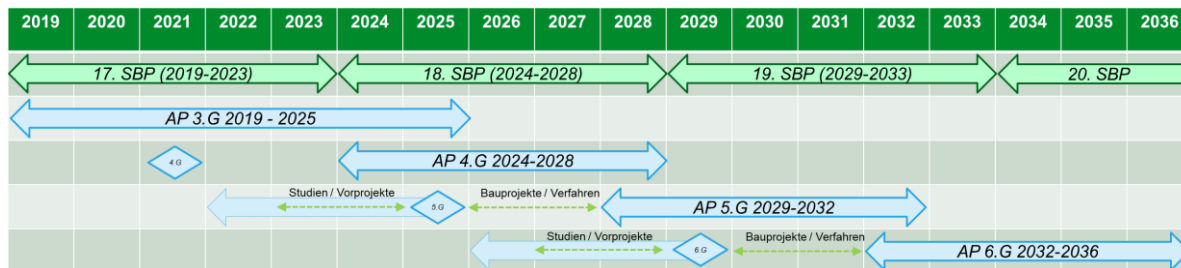 2019 2020 2021 2022 2023 2024 2025 2026 2027 2028 2029 2030 2031 2032 2033 2034 2035 2036
17. SBP (2019-2023) 18. SBP (2024-2028) 19. SBP (2029-2033) 20. SBP
AP 3.G 2019 - 2025
4.G AP 4.G 2024-2028
Studien / Vorprojekte 5.G Bauprojekte / Verfahren AP 5.G 2029-2032
Studien / Vorprojekte 6.G Bauprojekte / Verfahren AP 6.G 2032-2036